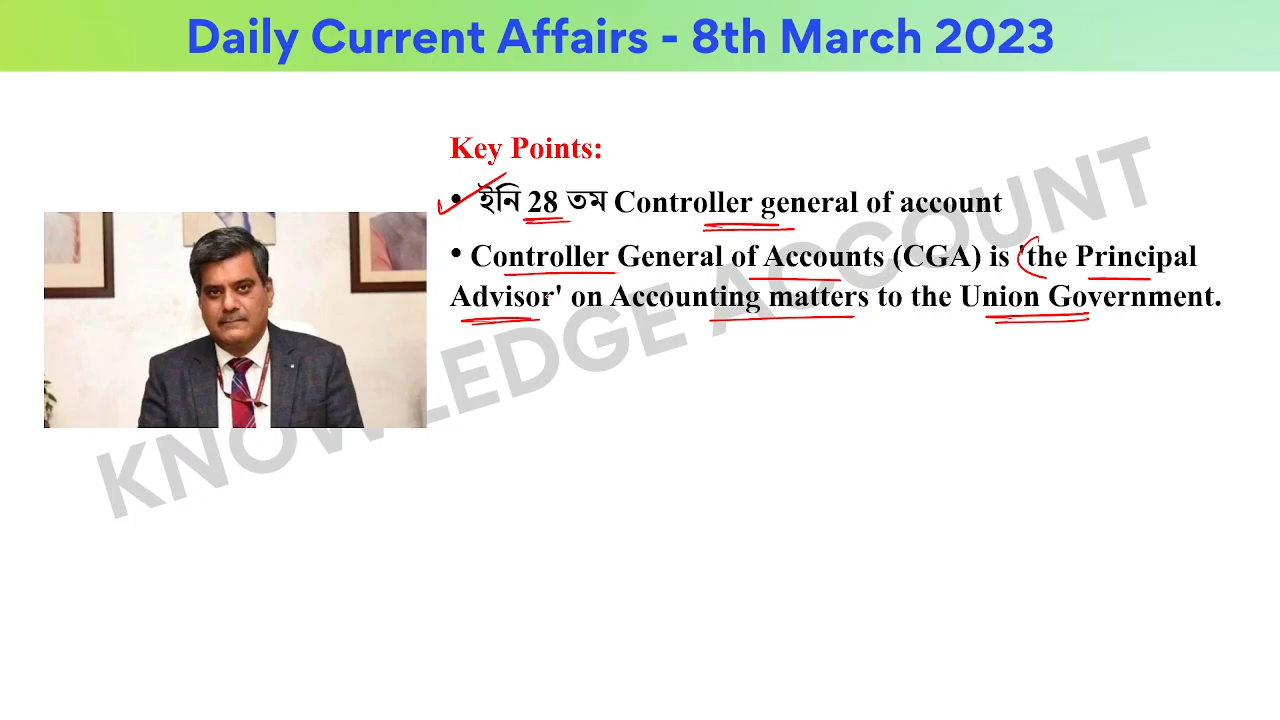 Daily Current Affairs - 8th March 2023
Key Points:
• ইনি 28 তম Controller general of account
• Controller General of Accounts (CGA) is 'the Principal
Advisor' on Accounting matters to the Union Government.
KNOWLEDGE ACCOUNT